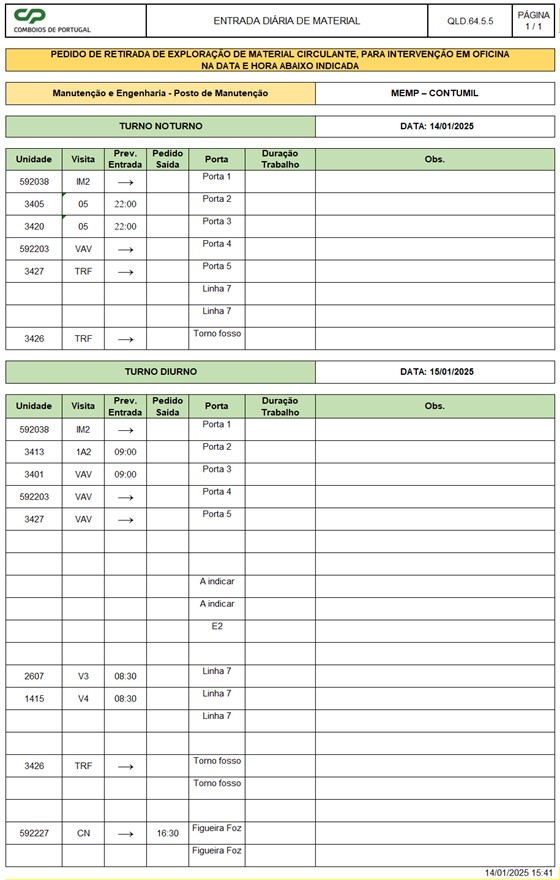 CP
COMBOIOS DE PORTUGAL
ENTRADA DIÁRIA DE MATERIAL
QLD.64.5.5
PÁGINA
1 / 1
PEDIDO DE RETIRADA DE EXPLORAÇÃO DE MATERIAL CIRCULANTE, PARA INTERVENÇÃO EM OFICINA
NA DATA E HORA ABAIXO INDICADA
Manutenção e Engenharia - Posto de Manutenção MEMP – CONTUMIL
TURNO NOTURNO DATA: 14/01/2025
Unidade Visita Prev. Entrada Pedido Saída Porta Duração Trabalho Obs.
592038 IM2 → Porta 1
3405 05 22:00 Porta 2
3420 05 22:00 Porta 3
592203 VAV → Porta 4
3427 TRF → Porta 5
Linha 7
Linha 7
3426 TRF → Torno fosso
TURNO DIURNO DATA: 15/01/2025
Unidade Visita Prev. Entrada Pedido Saída Porta Duração Trabalho Obs.
592038 IM2 → Porta 1
3413 1A2 09:00 Porta 2
3401 VAV 09:00 Porta 3
592203 VAV → Porta 4
3427 VAV → Porta 5
A indicar
A indicar
E2
2607 V3 08:30 Linha 7
1415 V4 08:30 Linha 7
Linha 7
3426 TRF → Torno fosso
Torno fosso
592227 CN → 16:30 Figueira Foz
Figueira Foz
14/01/2025 15:41